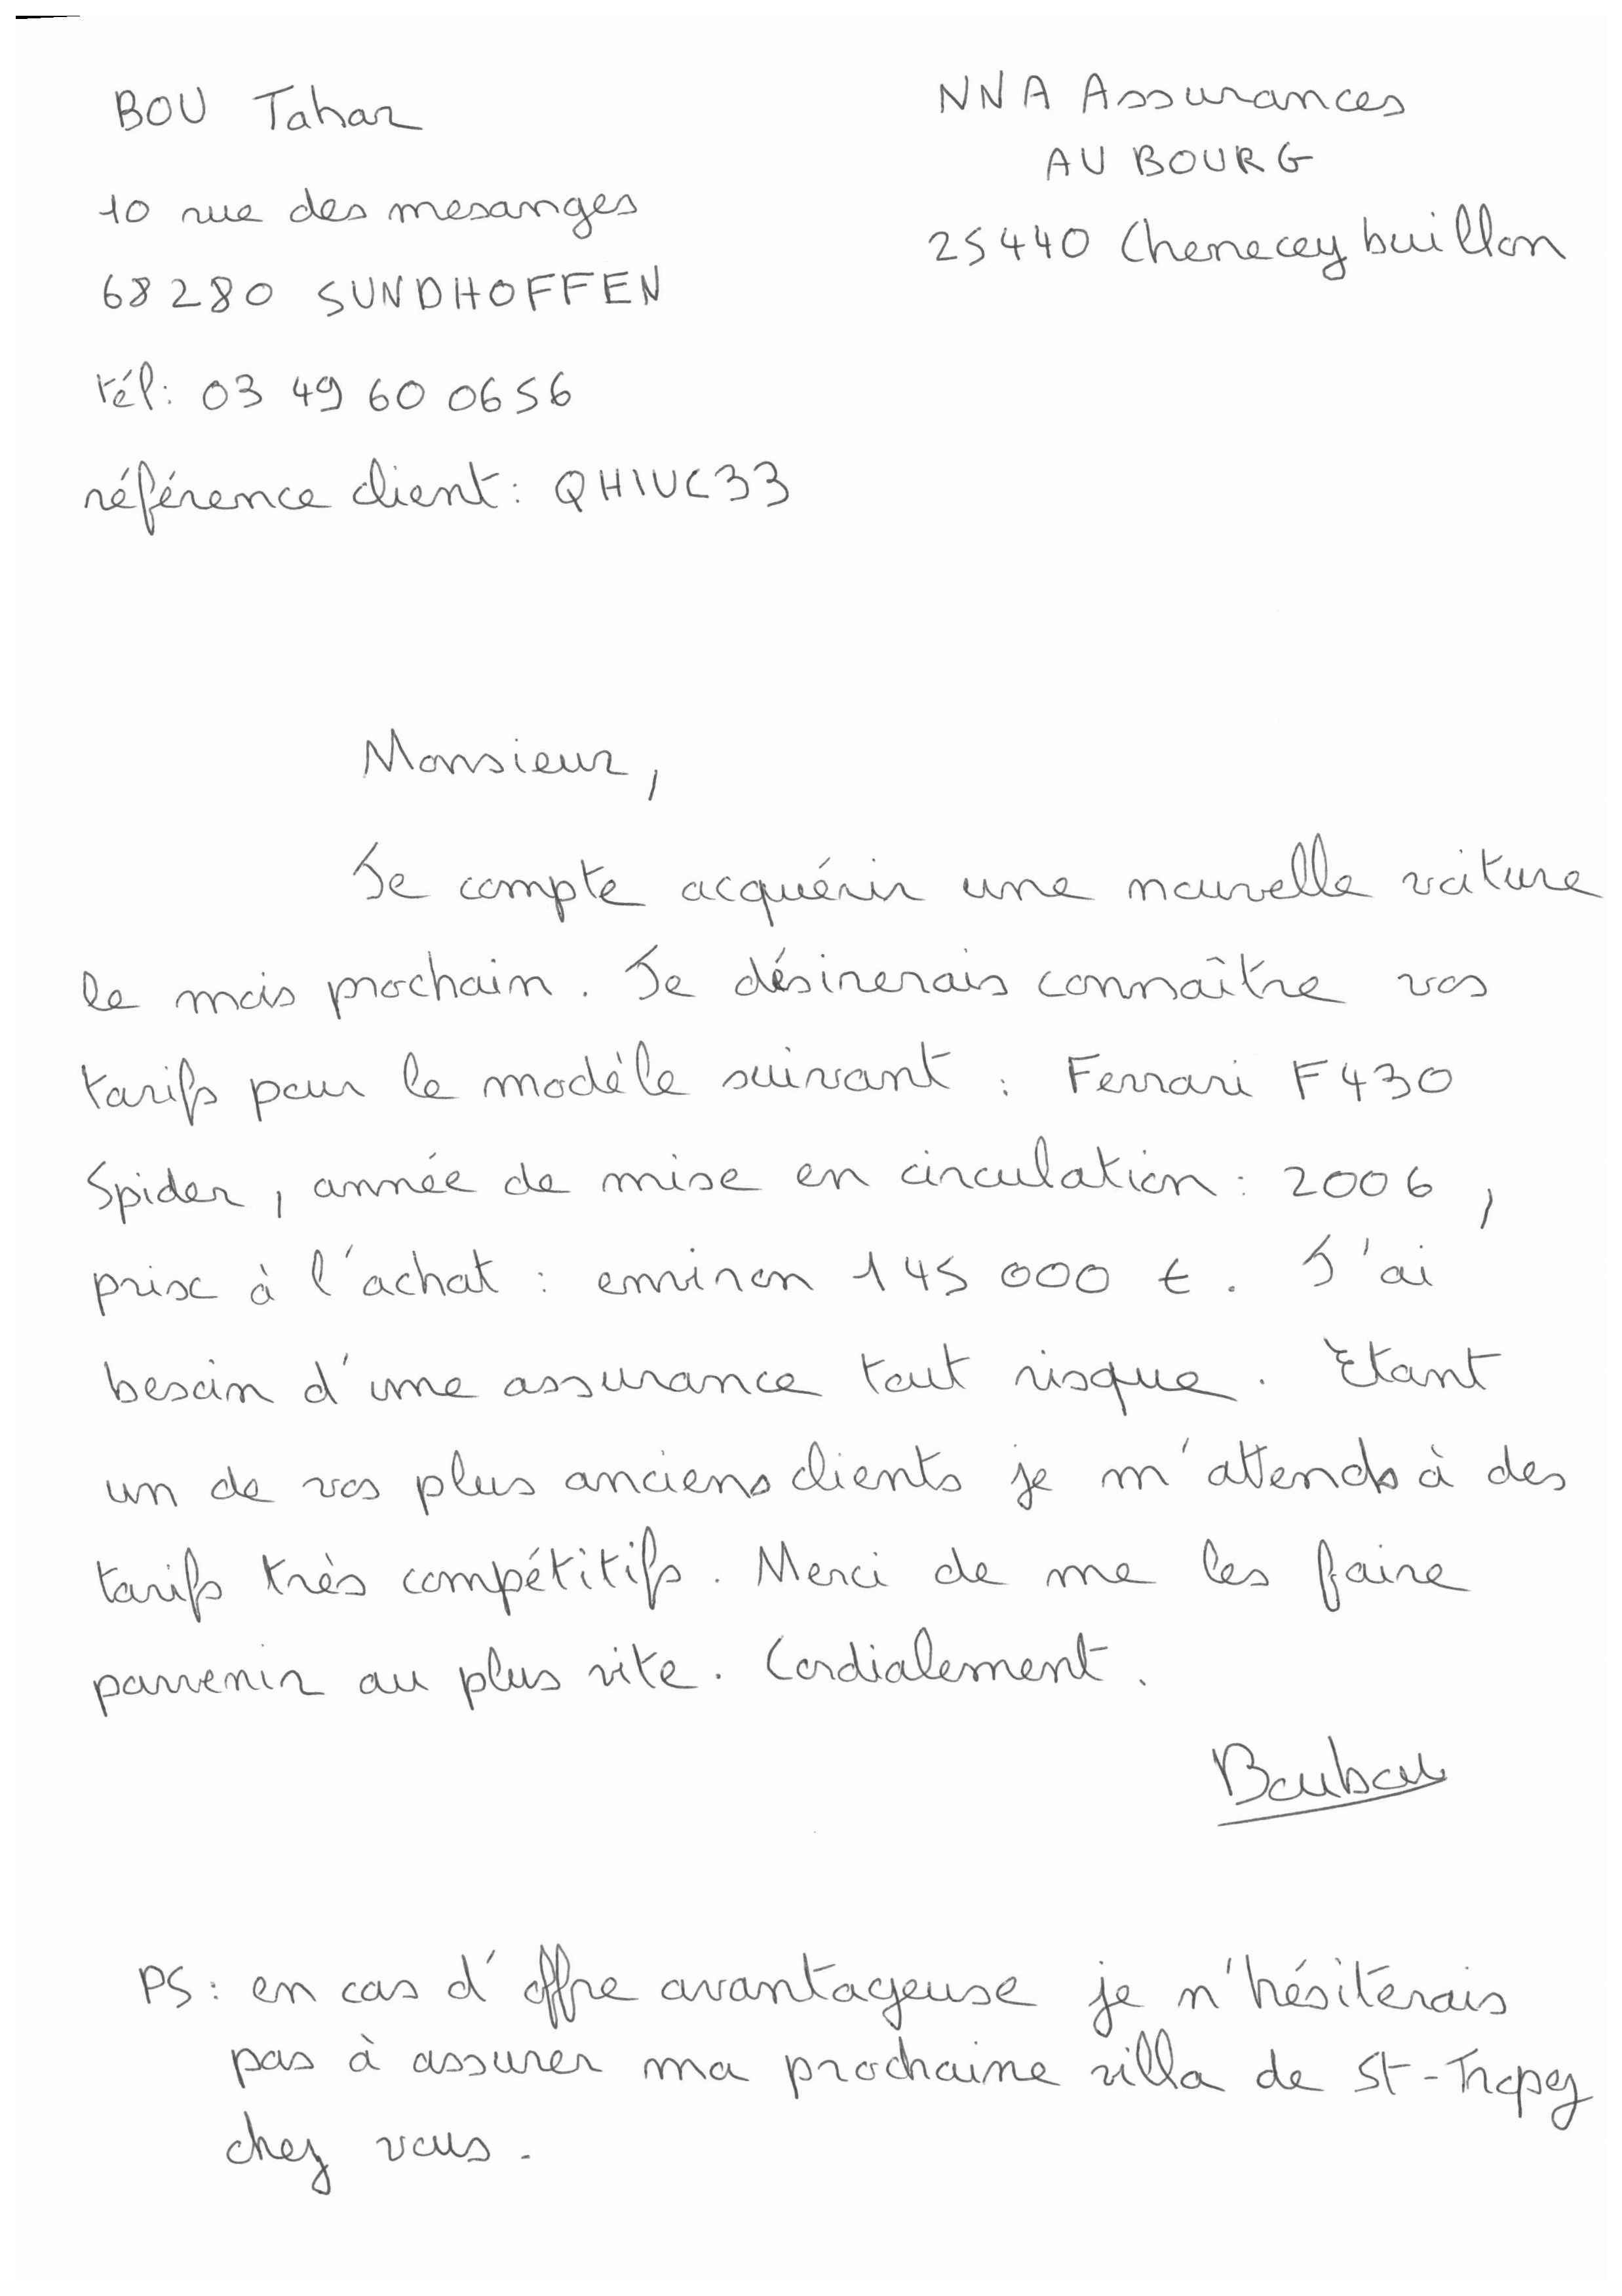 BOU Tahar
10 rue des mesanges
68280 SUNDHOFFEN
tél: 03 49 60 06 56
référence client: QHIUC33
NNA Assurances
AU BOURG
25440 Chenecey buillon
Monsieur,
Je compte acquérir une nouvelle voiture
le mois prochain. Je désirerais connaître vos
tarifs pour le modèle suivant : Ferrari F430
Spider, année de mise en circulation : 2006,
prix à l'achat : environ 145 000 €. J'ai
besoin d'une assurance tout risque. Etant
un de vos plus anciens clients je m'attends à des
tarifs très compétitifs. Merci de me les faire
parvenir au plus vite. Cordialement.
Boubou
PS : en cas d'offre avantageuse je n'hésiterais
pas à assurer ma prochaine villa de St-Tropez
chez vous.